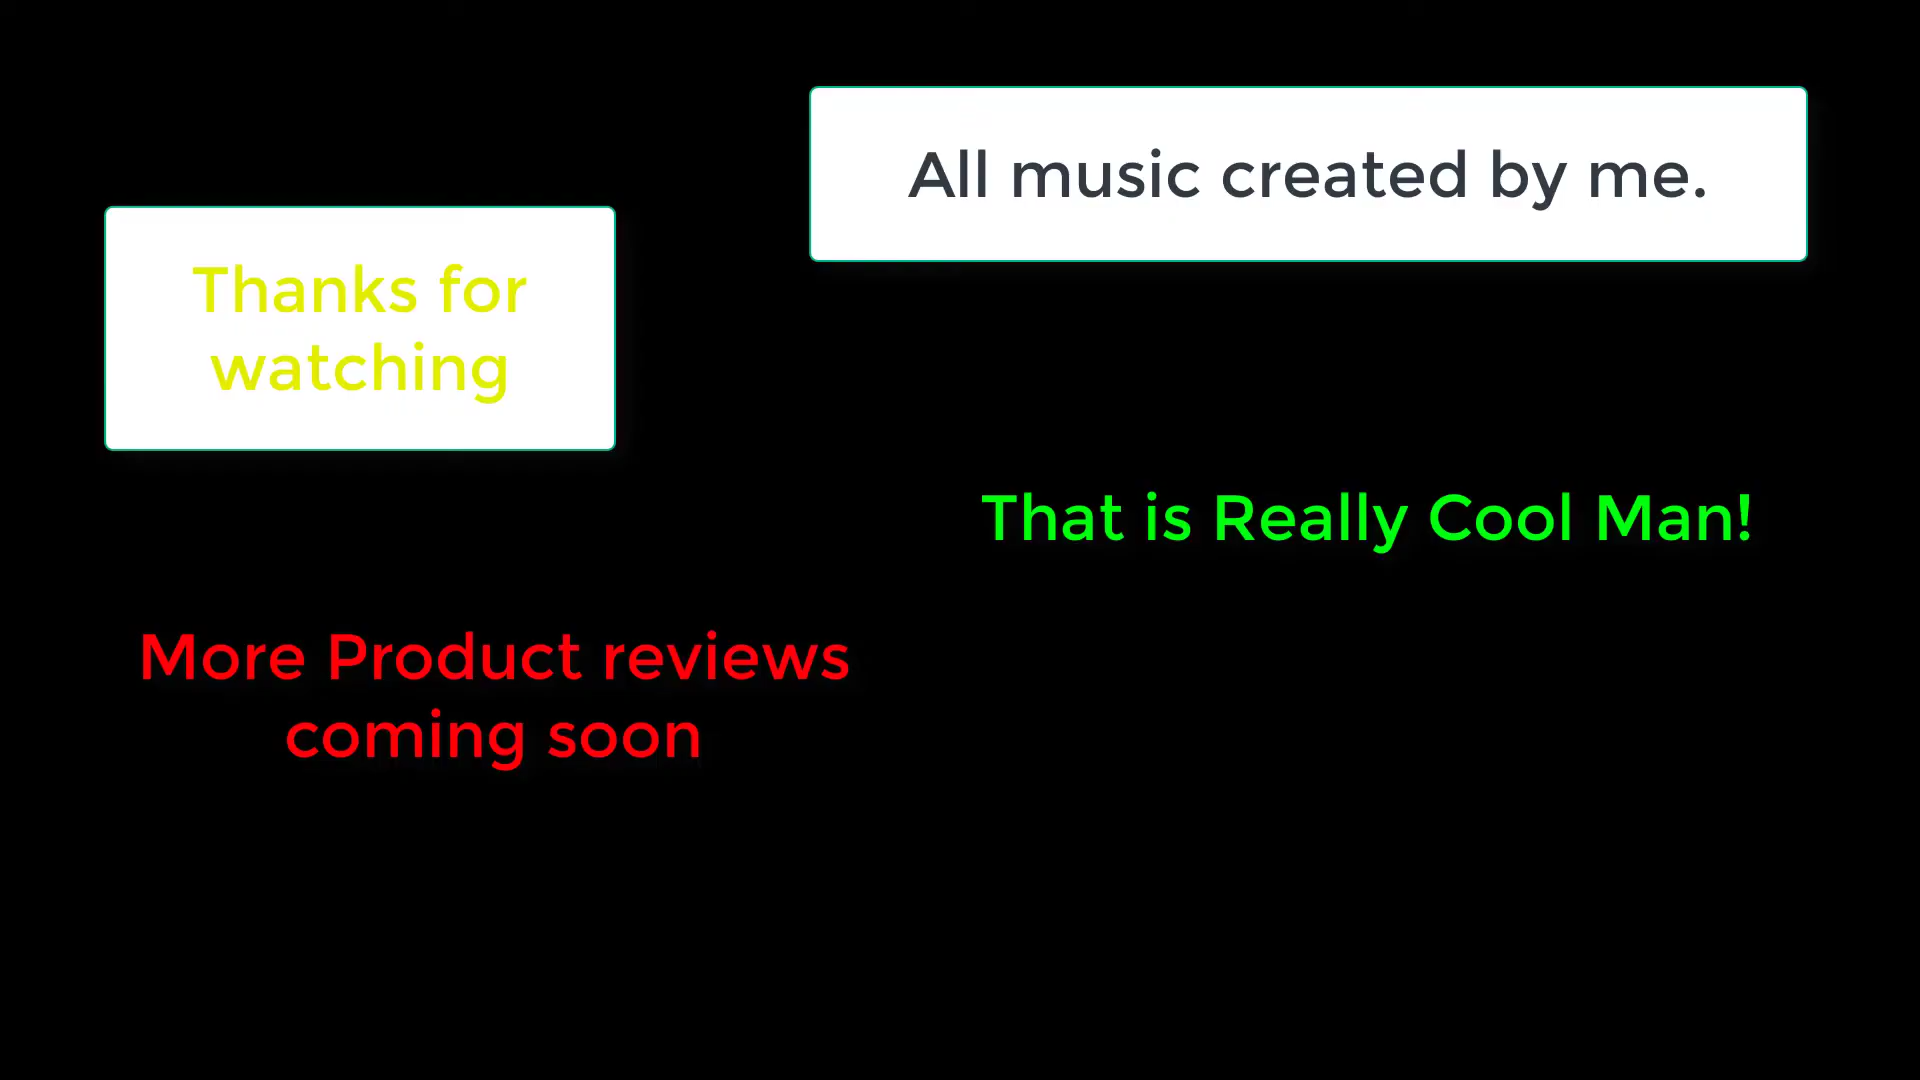 All music created by me.
Thanks for
watching
That is Really Cool Man!
More Product reviews
coming soon